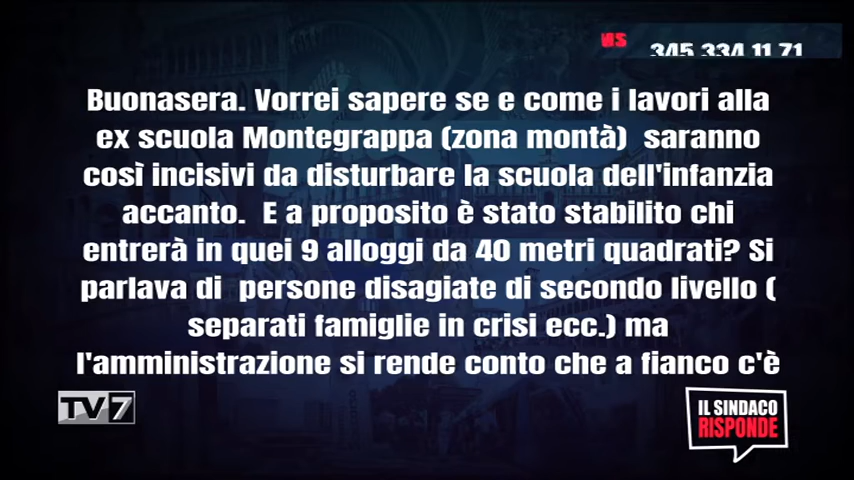 345 334 11 71
Buonasera. Vorrei sapere se e come i lavori alla
ex scuola Montegrappa (zona montà)  saranno
così incisivi da disturbare la scuola dell'infanzia
accanto.  E a proposito è stato stabilito chi
entrerà in quei 9 alloggi da 40 metri quadrati? Si
parlava di  persone disagiate di secondo livello (
separati famiglie in crisi ecc.) ma
l'amministrazione si rende conto che a fianco c'è
TV7
IL SINDACO
RISPONDE